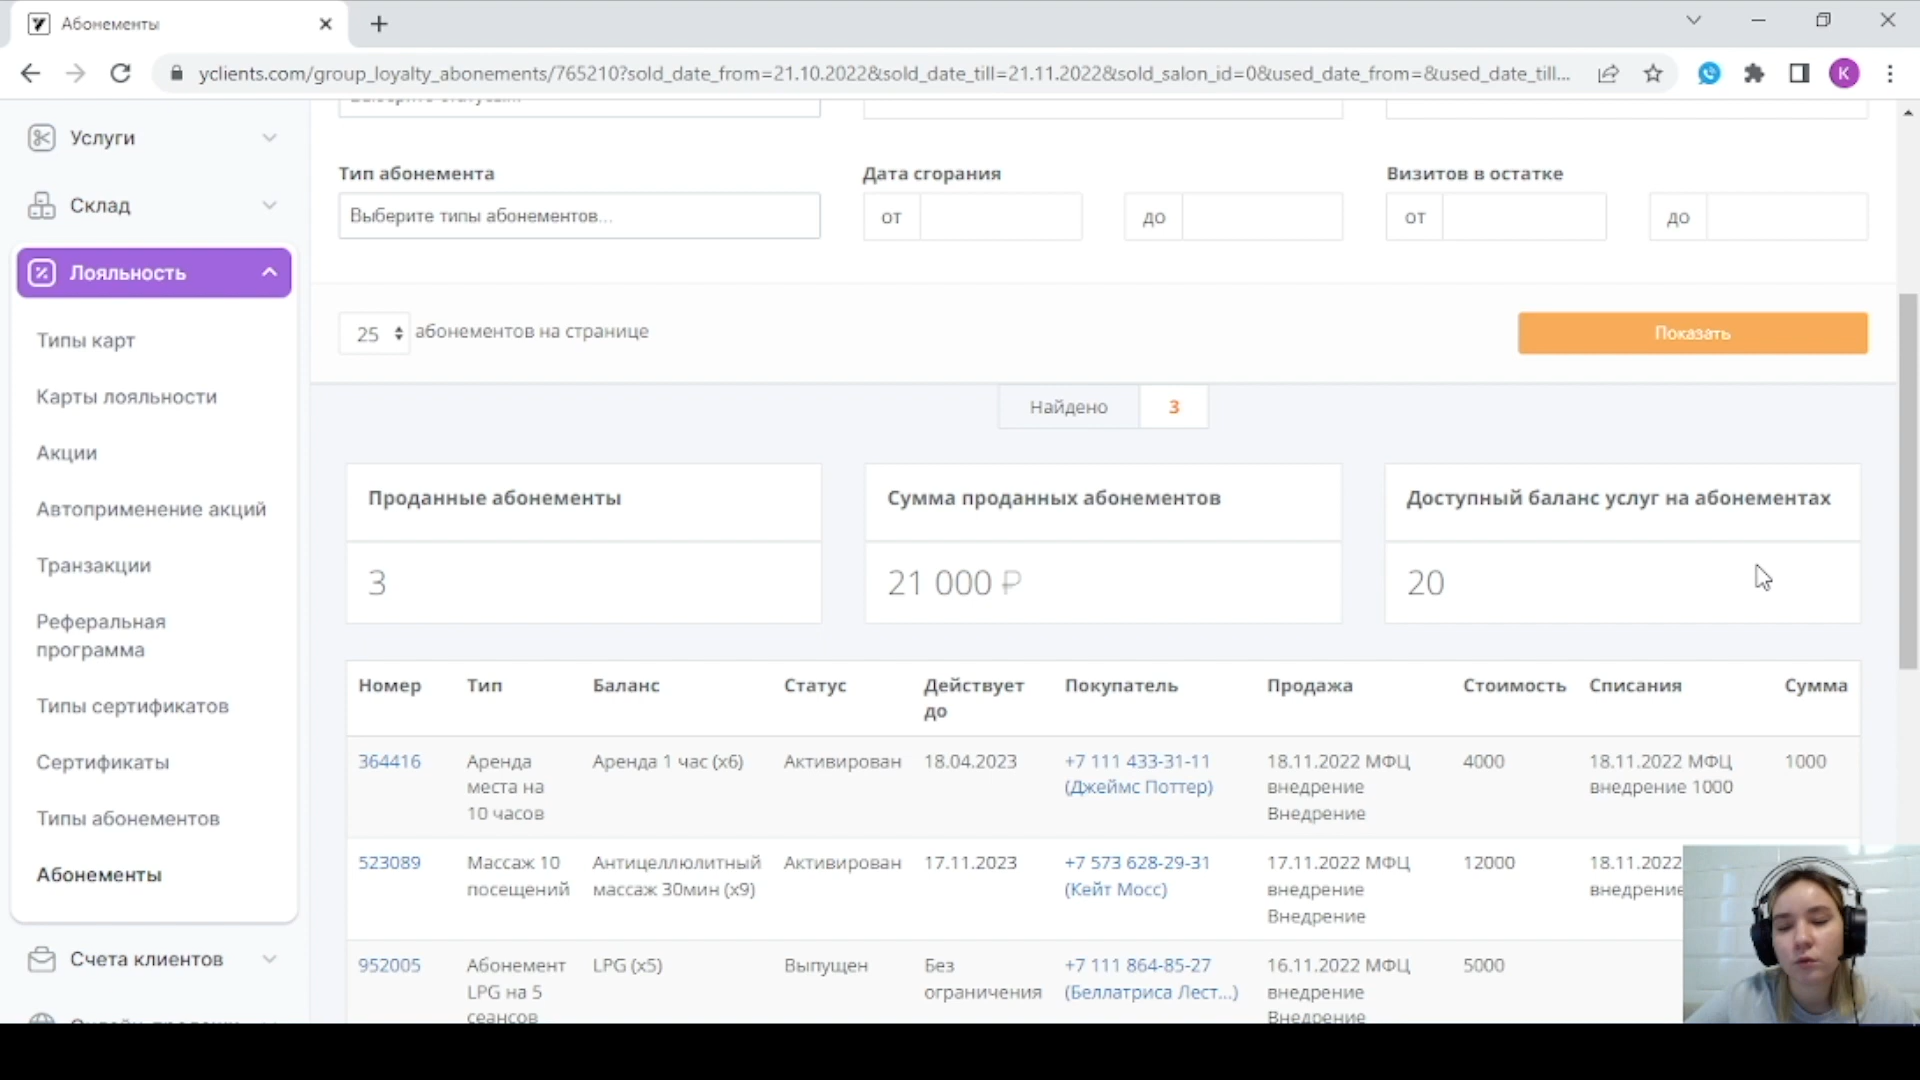 Абонементы
yclients.com/group_loyalty_abonements/765210?sold_date_from=21.10.2022&sold_date_till=21.11.2022&sold_salon_id=0&used_date_from=&used_date_till...
K
Услуги
Склад
Лояльность
Типы карт
Карты лояльности
Акции
Автоприменение акций
Транзакции
Реферальная
программа
Типы сертификатов
Сертификаты
Типы абонементов
Абонементы
Счета клиентов
Тип абонемента
Выберите типы абонементов...
Дата сгорания
от
до
Визитов в остатке
от
до
25 абонементов на странице
Показать
Найдено 3
Проданные абонементы
3
Сумма проданных абонементов
21 000 ₽
Доступный баланс услуг на абонементах
20
Номер Тип Баланс Статус Действует Покупатель Продажа Стоимость Списания Сумма
до
364416 Аренда Аренда 1 час (x6) Активирован 18.04.2023 +7 111 433-31-11 18.11.2022 МФЦ 4000 18.11.2022 МФЦ 1000
места на (Джеймс Поттер) внедрение внедрение 1000
10 часов Внедрение
523089 Массаж 10 Антицеллюлитный Активирован 17.11.2023 +7 573 628-29-31 17.11.2022 МФЦ 12000 18.11.2022
посещений массаж 30мин (x9) (Кейт Мосс) внедрение внедрение
Внедрение
952005 Абонемент LPG (x5) Выпущен Без +7 111 864-85-27 16.11.2022 МФЦ 5000
LPG на 5 ограничения (Беллатриса Лест...) внедрение
сеансов Внедрение